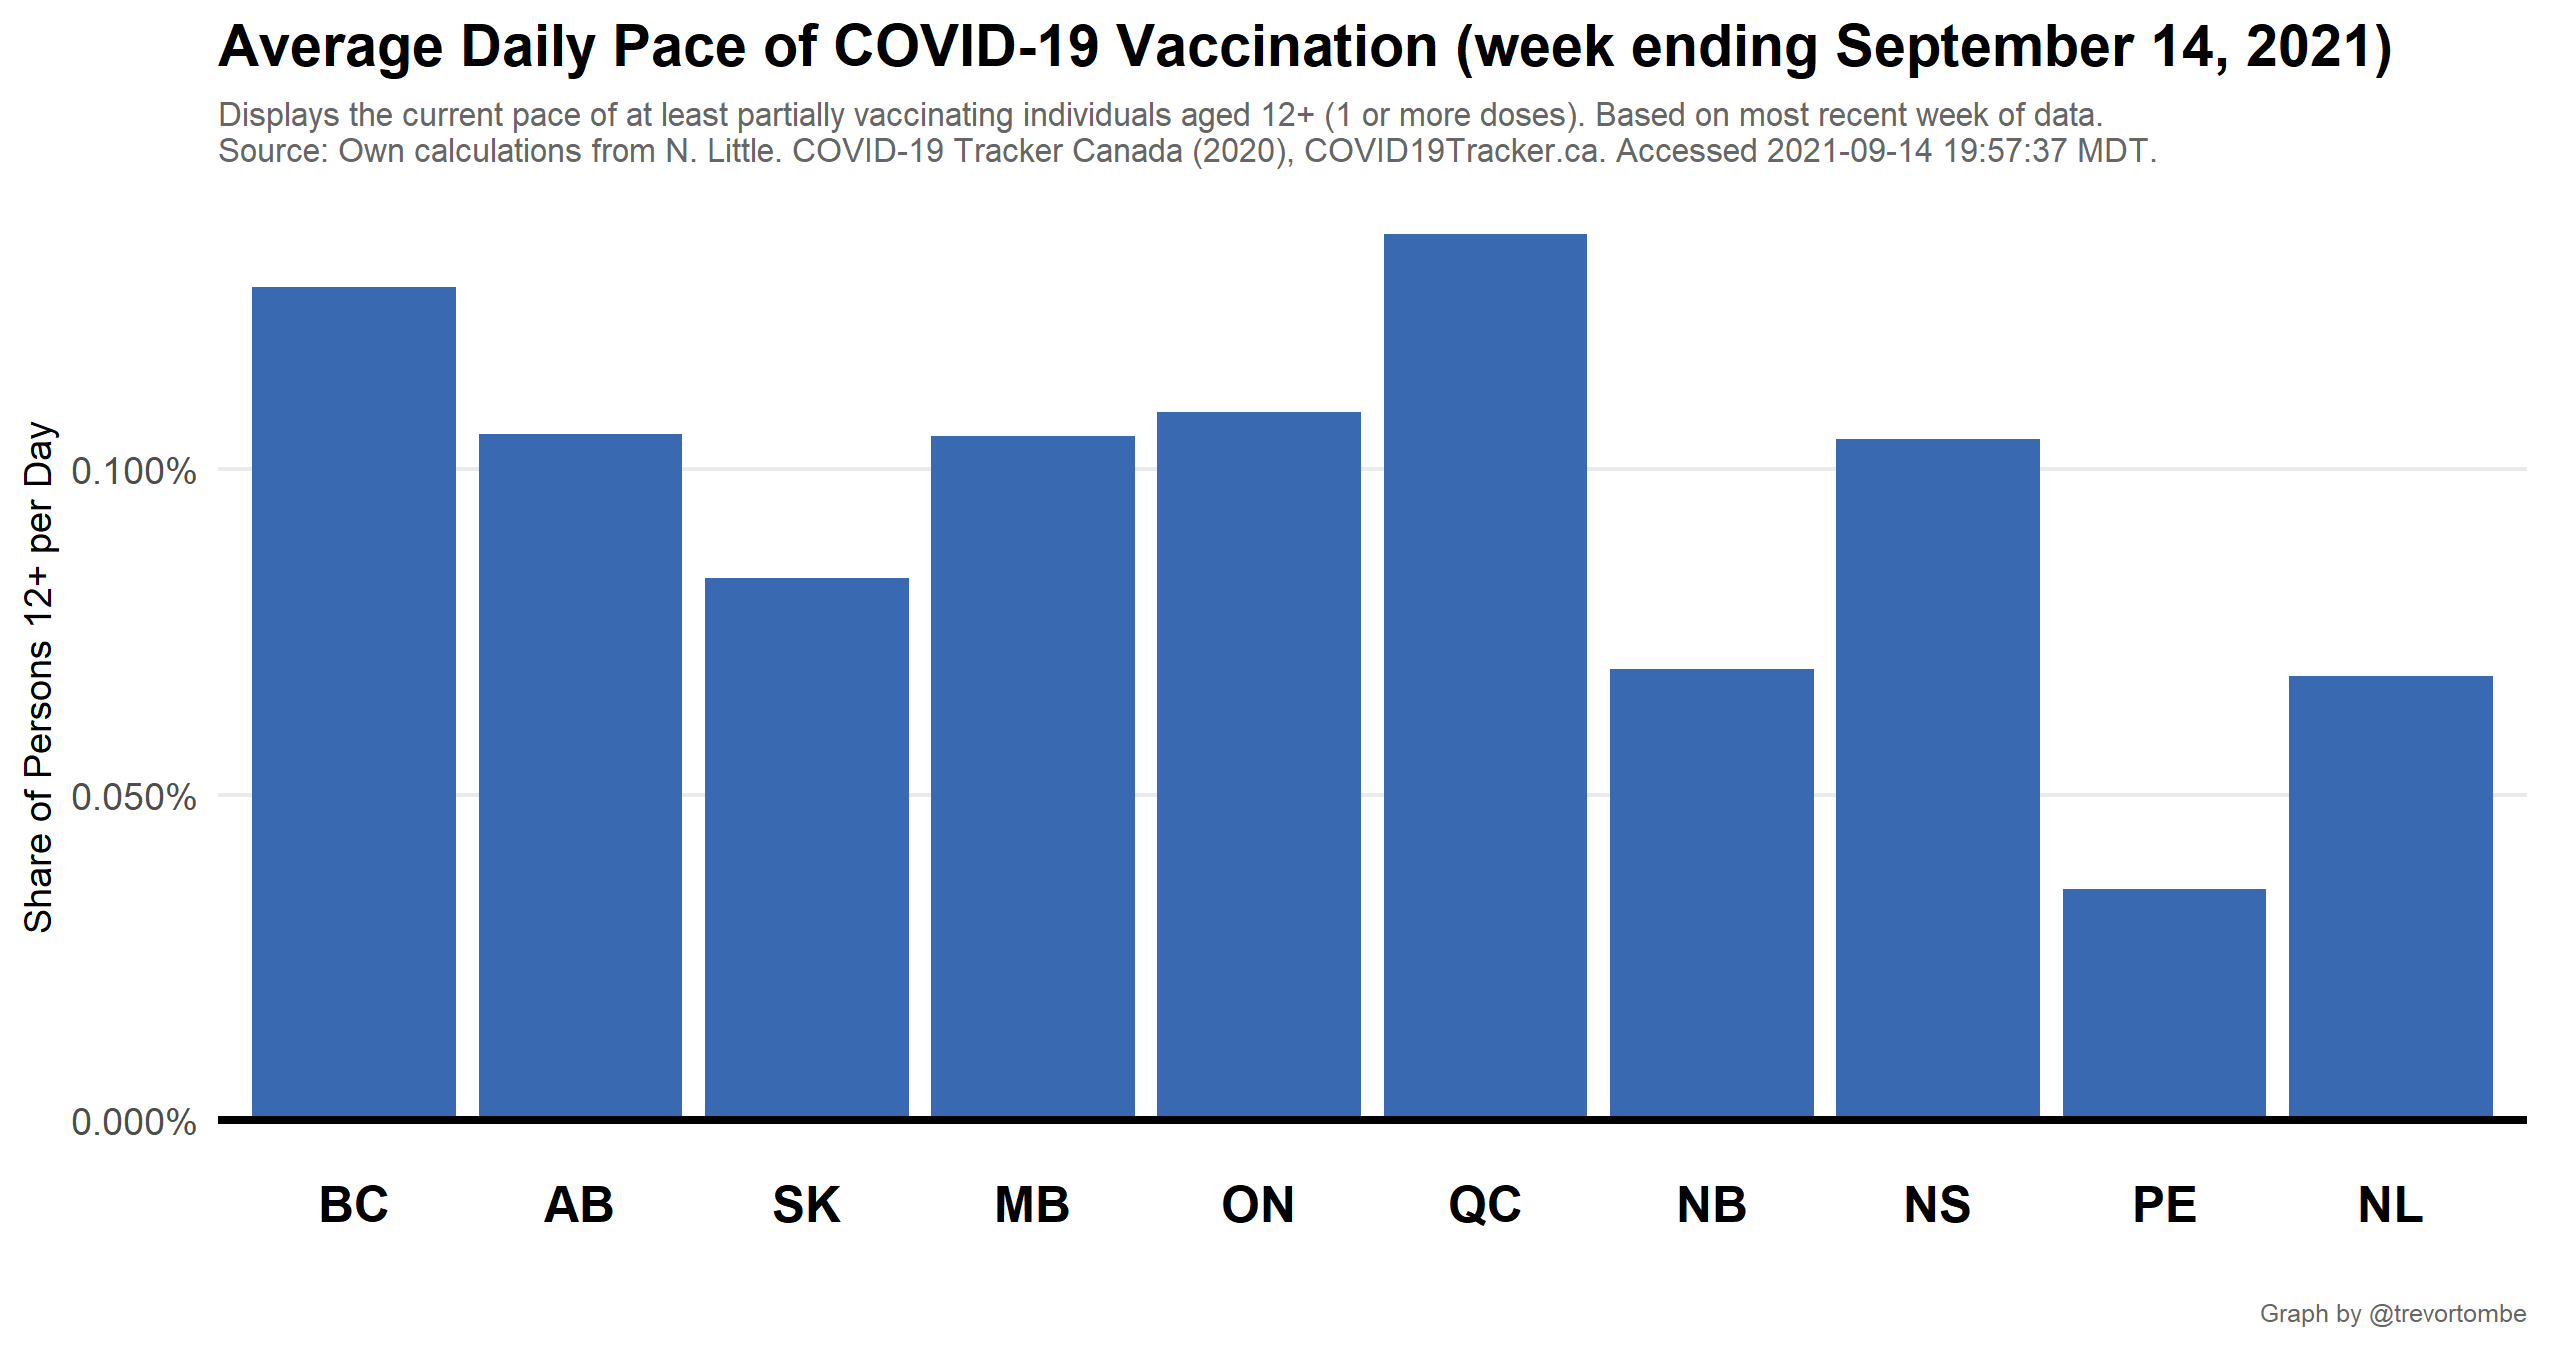 Average Daily Pace of COVID-19 Vaccination (week ending September 14, 2021)
Displays the current pace of at least partially vaccinating individuals aged 12+ (1 or more doses). Based on most recent week of data.
Source: Own calculations from N. Little. COVID-19 Tracker Canada (2020), COVID19Tracker.ca. Accessed 2021-09-14 19:57:37 MDT.
Share of Persons 12+ per Day
0.100%
0.050%
0.000%
BC AB SK MB ON QC NB NS PE NL
Graph by @trevortombe